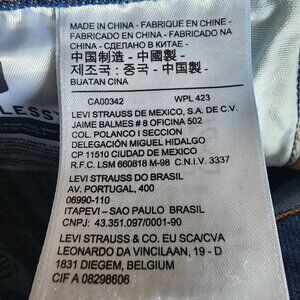 MADE IN CHINA - FABRIQUE EN CHINE -
FABRICADO EN CHINA - FABRICADO NA
CHINA - СДЕЛАНО В КИТАЕ -
中国制造 - 中國製造 -
제조국 : 중국 - 中国製 -
BUATAN CINA
CA00342 WPL 423
LEVI STRAUSS DE MEXICO, S.A. DE C.V.
JAIME BALMES # 8 OFICINA 502
COL. POLANCO I SECCION
DELEGACIÓN MIGUEL HIDALGO
CP 11510 CIUDAD DE MEXICO
R.F.C. LSM 660818 M-98 C.N.I.V. 3337
LEVI STRAUSS DO BRASIL
AV. PORTUGAL, 400
06990-110
ITAPEVI – SAO PAULO BRASIL
CNPJ: 43.351.097/0001-90
LEVI STRAUSS & CO. EU SCA/CVA
LEONARDO DA VINCILAAN, 19 - D
1831 DIEGEM, BELGIUM
CIF A 08298606
LESS